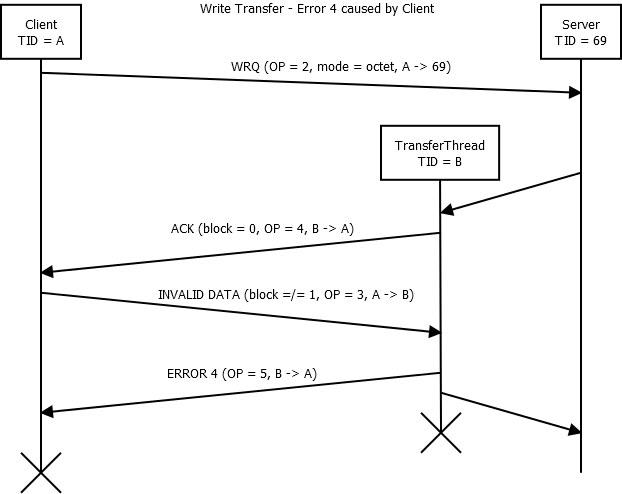 Write Transfer - Error 4 caused by Client
Client
TID = A
Server
TID = 69
WRQ (OP = 2, mode = octet, A -> 69)
TransferThread
TID = B
ACK (block = 0, OP = 4, B -> A)
INVALID DATA (block =/= 1, OP = 3, A -> B)
ERROR 4 (OP = 5, B -> A)